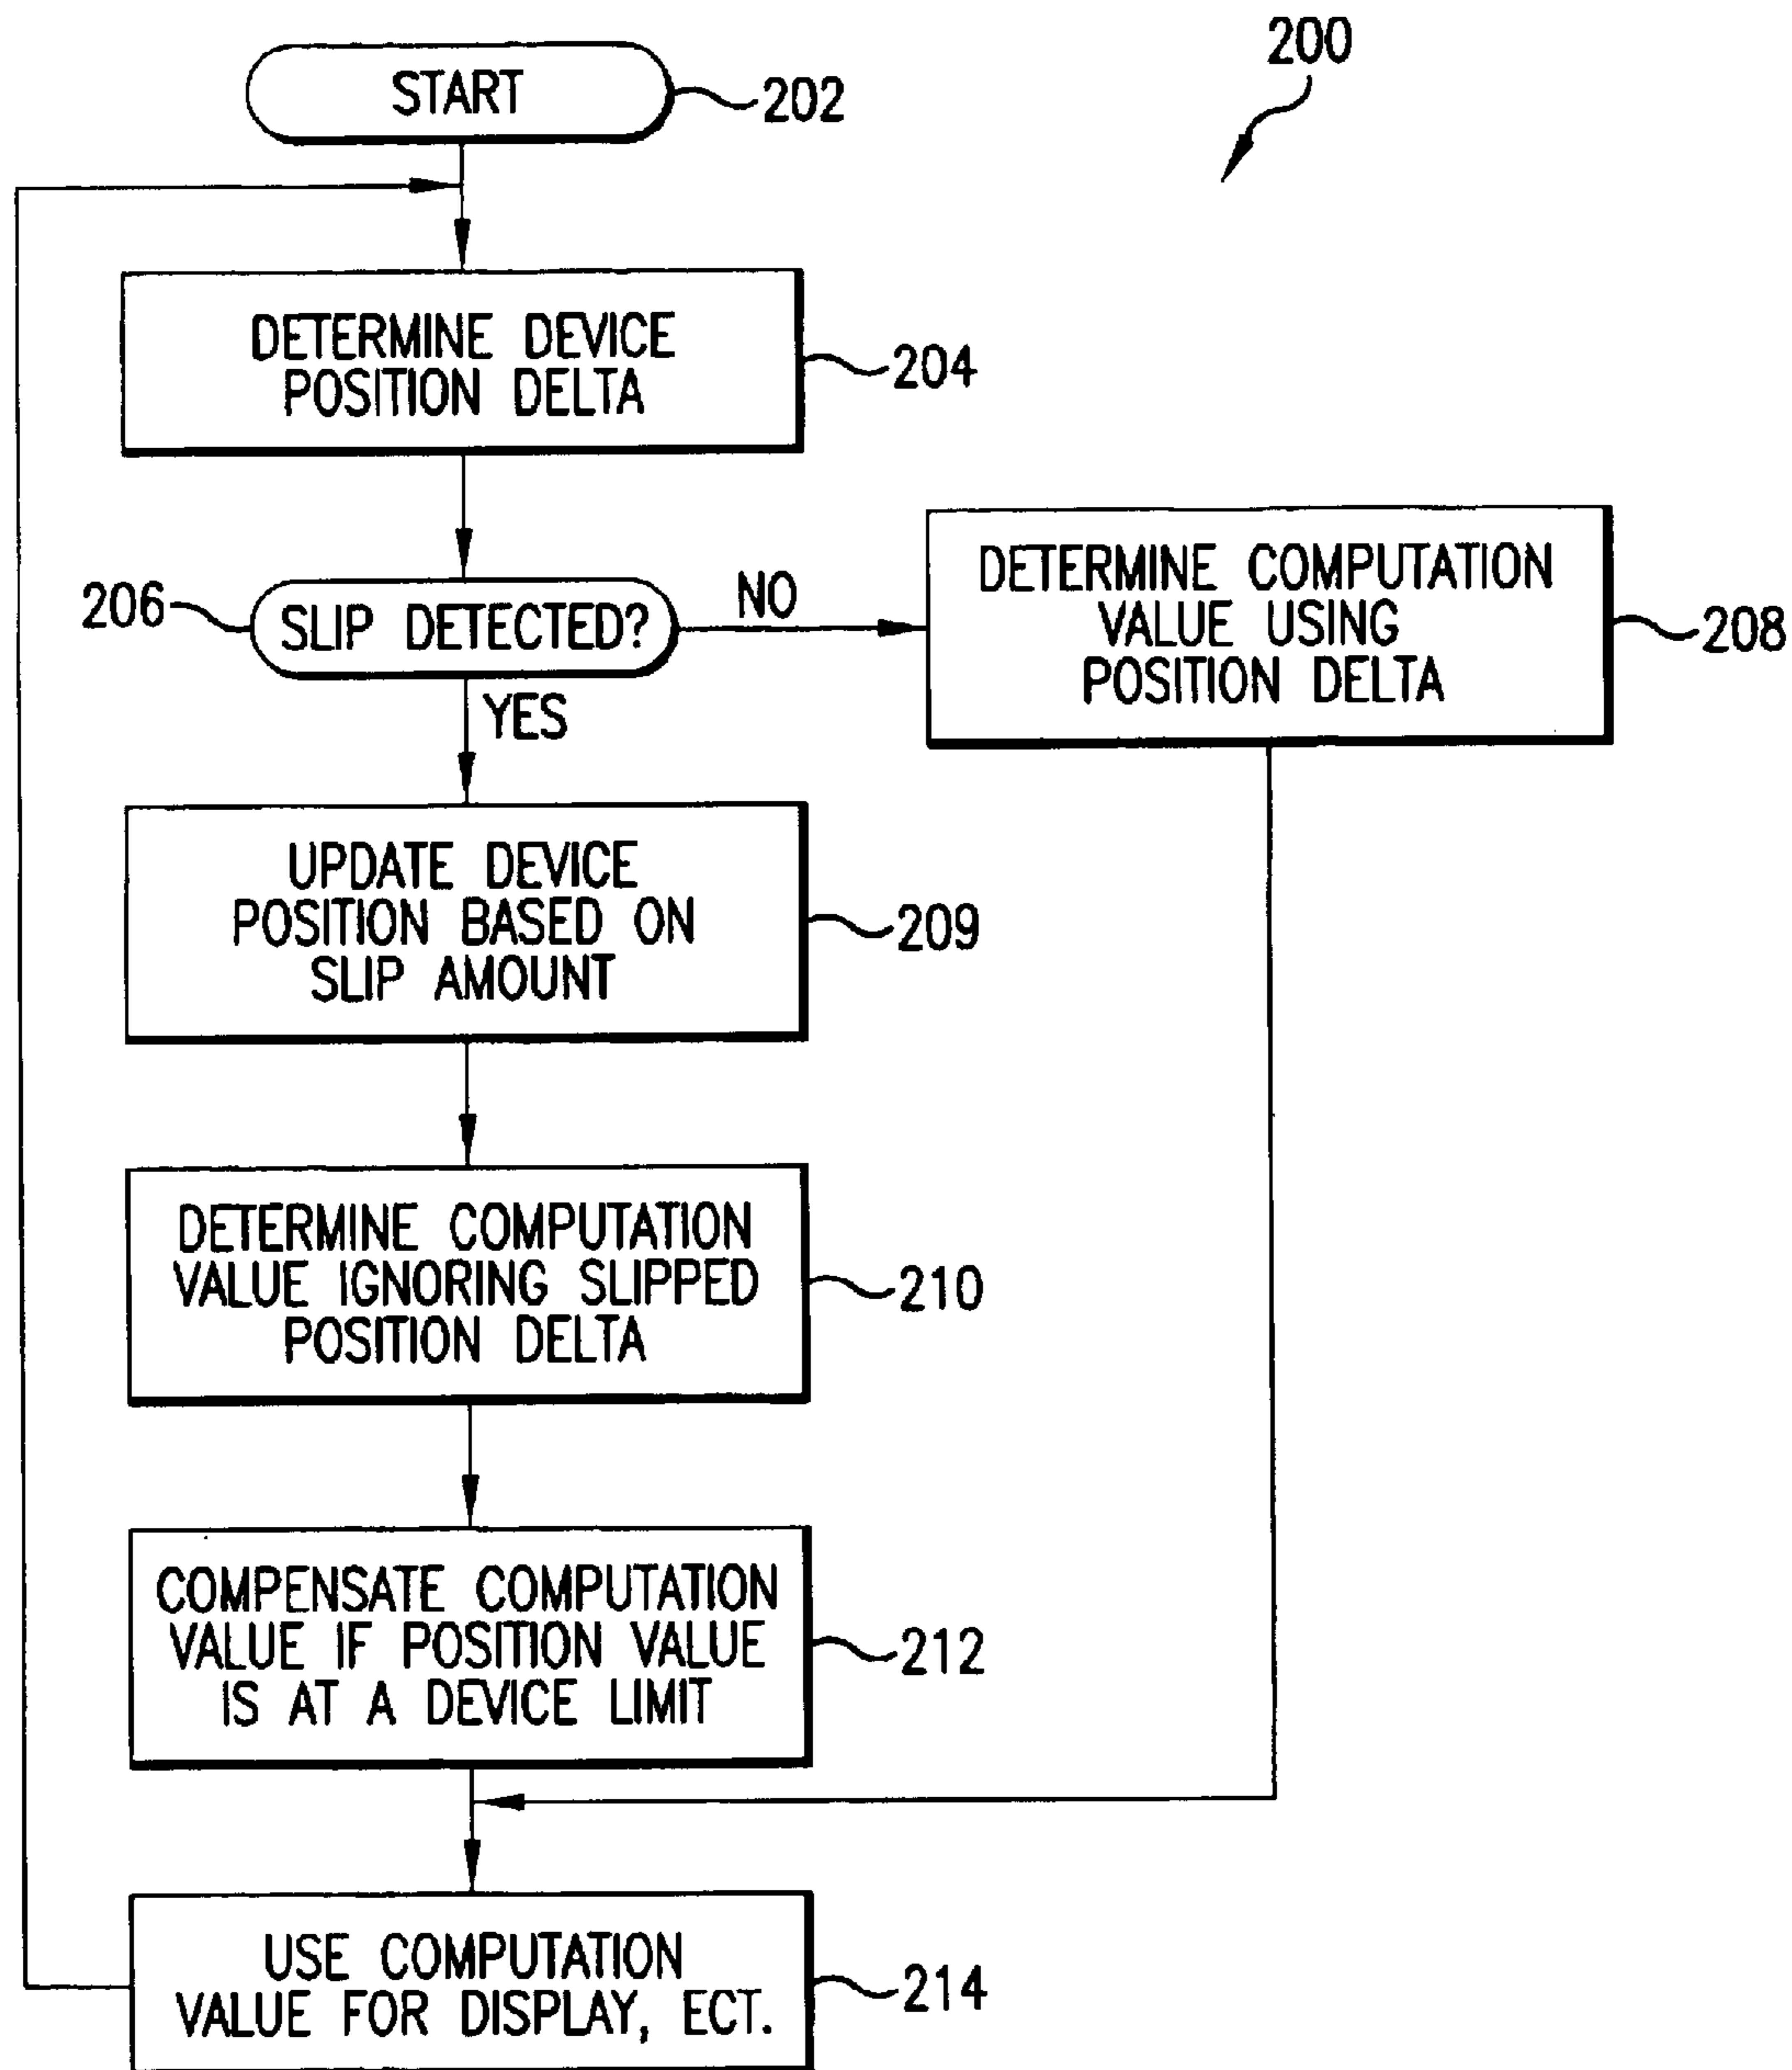 200
START
202
DETERMINE DEVICE
POSITION DELTA
204
206
SLIP DETECTED?
NO
YES
DETERMINE COMPUTATION
VALUE USING
POSITION DELTA
208
UPDATE DEVICE
POSITION BASED ON
SLIP AMOUNT
209
DETERMINE COMPUTATION
VALUE IGNORING SLIPPED
POSITION DELTA
210
COMPENSATE COMPUTATION
VALUE IF POSITION VALUE
IS AT A DEVICE LIMIT
212
USE COMPUTATION
VALUE FOR DISPLAY, ECT.
214